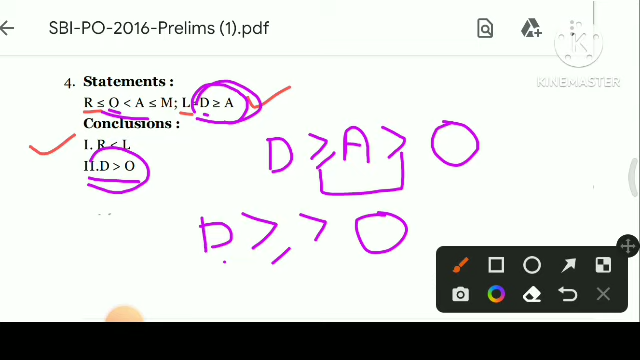 SBI-PO-2016-Prelims (1).pdf
KINEMASTER
4. Statements :
R ≤ O < A ≤ M; L = D ≥ A
Conclusions :
I. R < L
II.D > O
D ≥ A > O
D ≥ > O